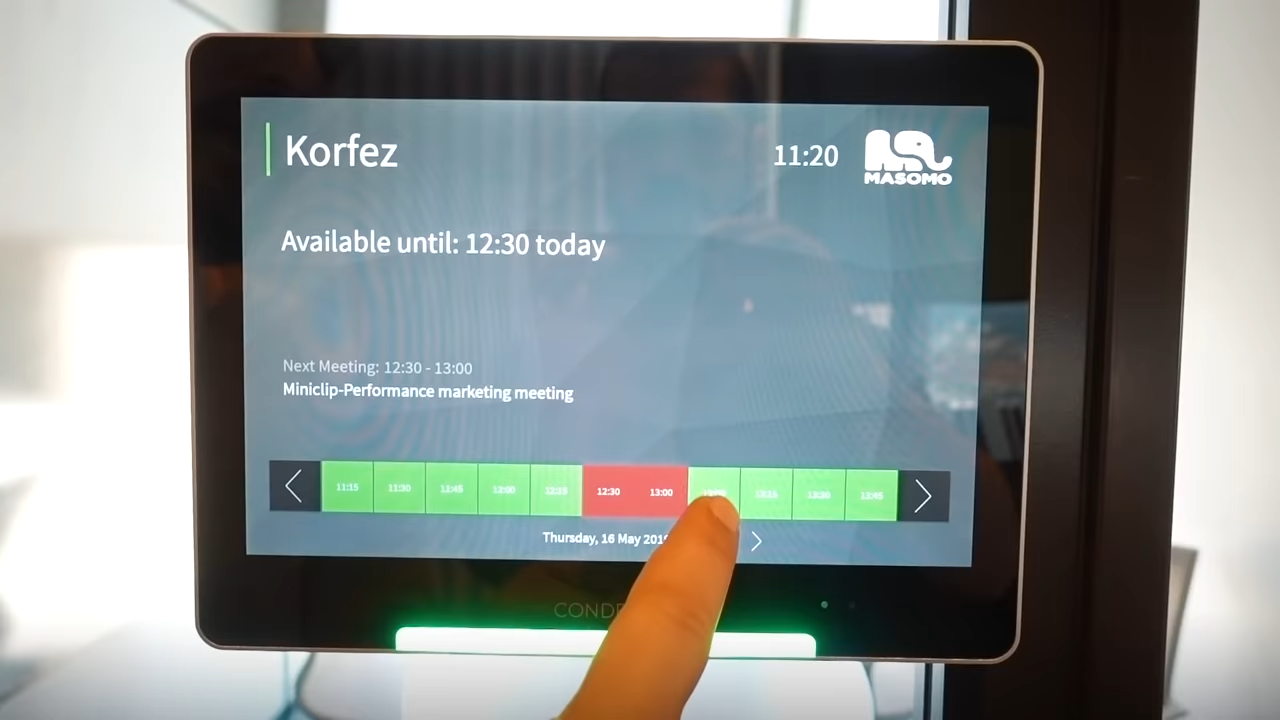 Korfez
11:20
MASOMO
Available until: 12:30 today
Next Meeting: 12:30 - 13:00
Miniclip-Performance marketing meeting
11:15 11:30 11:45 12:00 12:15 12:30 13:00 13:15 13:30 13:45
Thursday, 16 May 201
CONDE